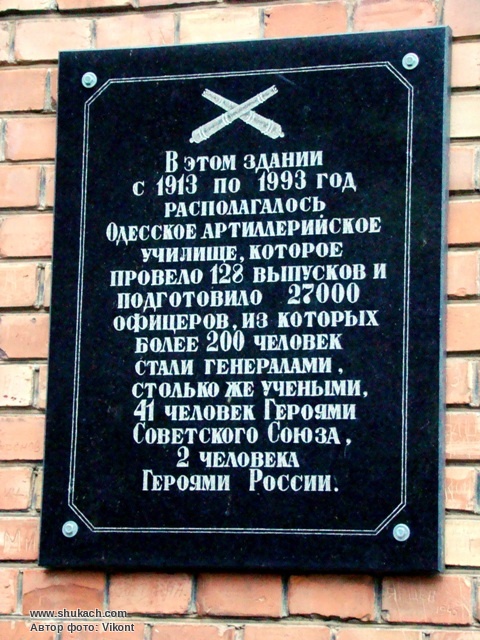 В этом здании
с 1913 по 1993 год
располагалось
Одесское артиллерийское
училище, которое
провело 128 выпусков и
подготовило 27000
офицеров, из которых
более 200 человек
стали генералами,
столько же учеными,
41 человек Героями
Советского Союза,
2 человека
Героями России.
www.shukach.com
Автор фото: Vikont